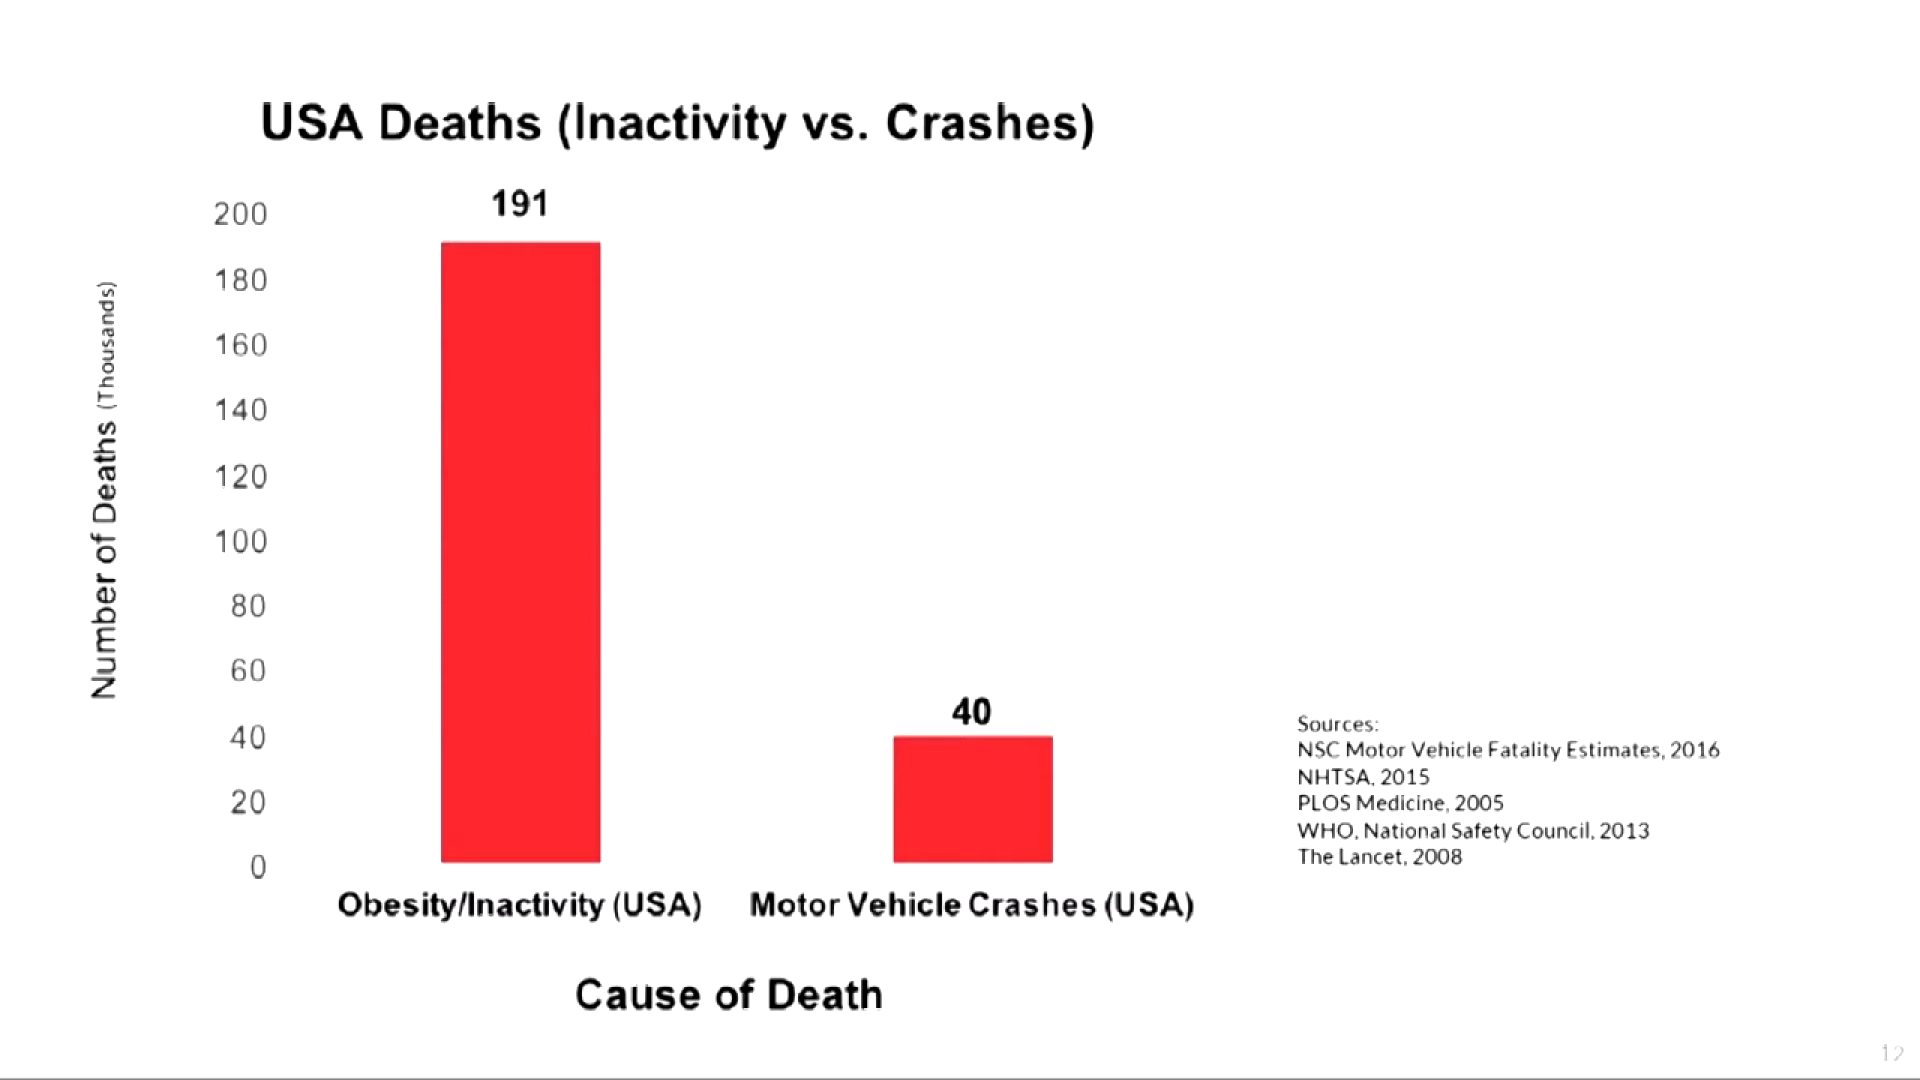 USA Deaths (Inactivity vs. Crashes)
191
200
180
160
140
120
100
80
60
40
20
0
Number of Deaths (Thousands)
40
Obesity/Inactivity (USA)
Motor Vehicle Crashes (USA)
Cause of Death
Sources:
NSC Motor Vehicle Fatality Estimates, 2016
NHTSA, 2015
PLOS Medicine, 2005
WHO, National Safety Council, 2013
The Lancet, 2008
12